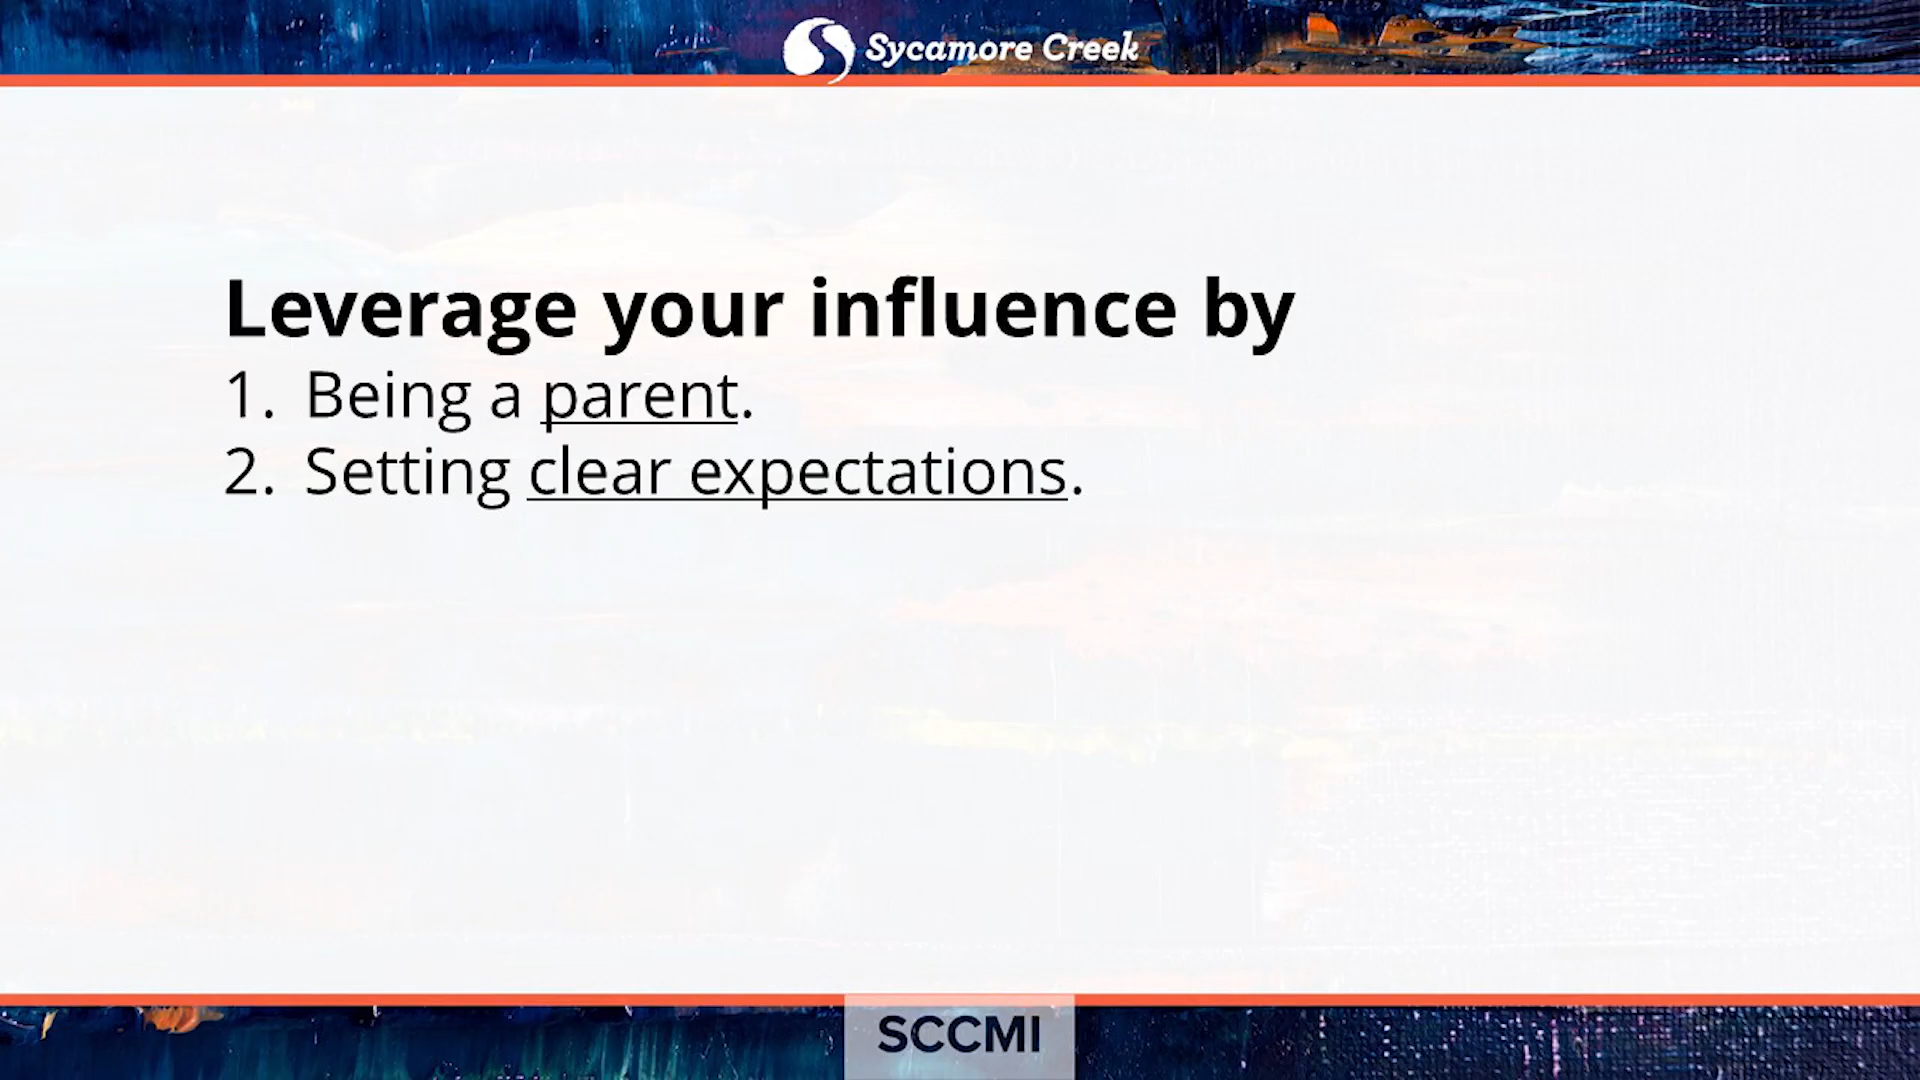 Sycamore Creek
Leverage your influence by
1. Being a parent.
2. Setting clear expectations.
SCCMI